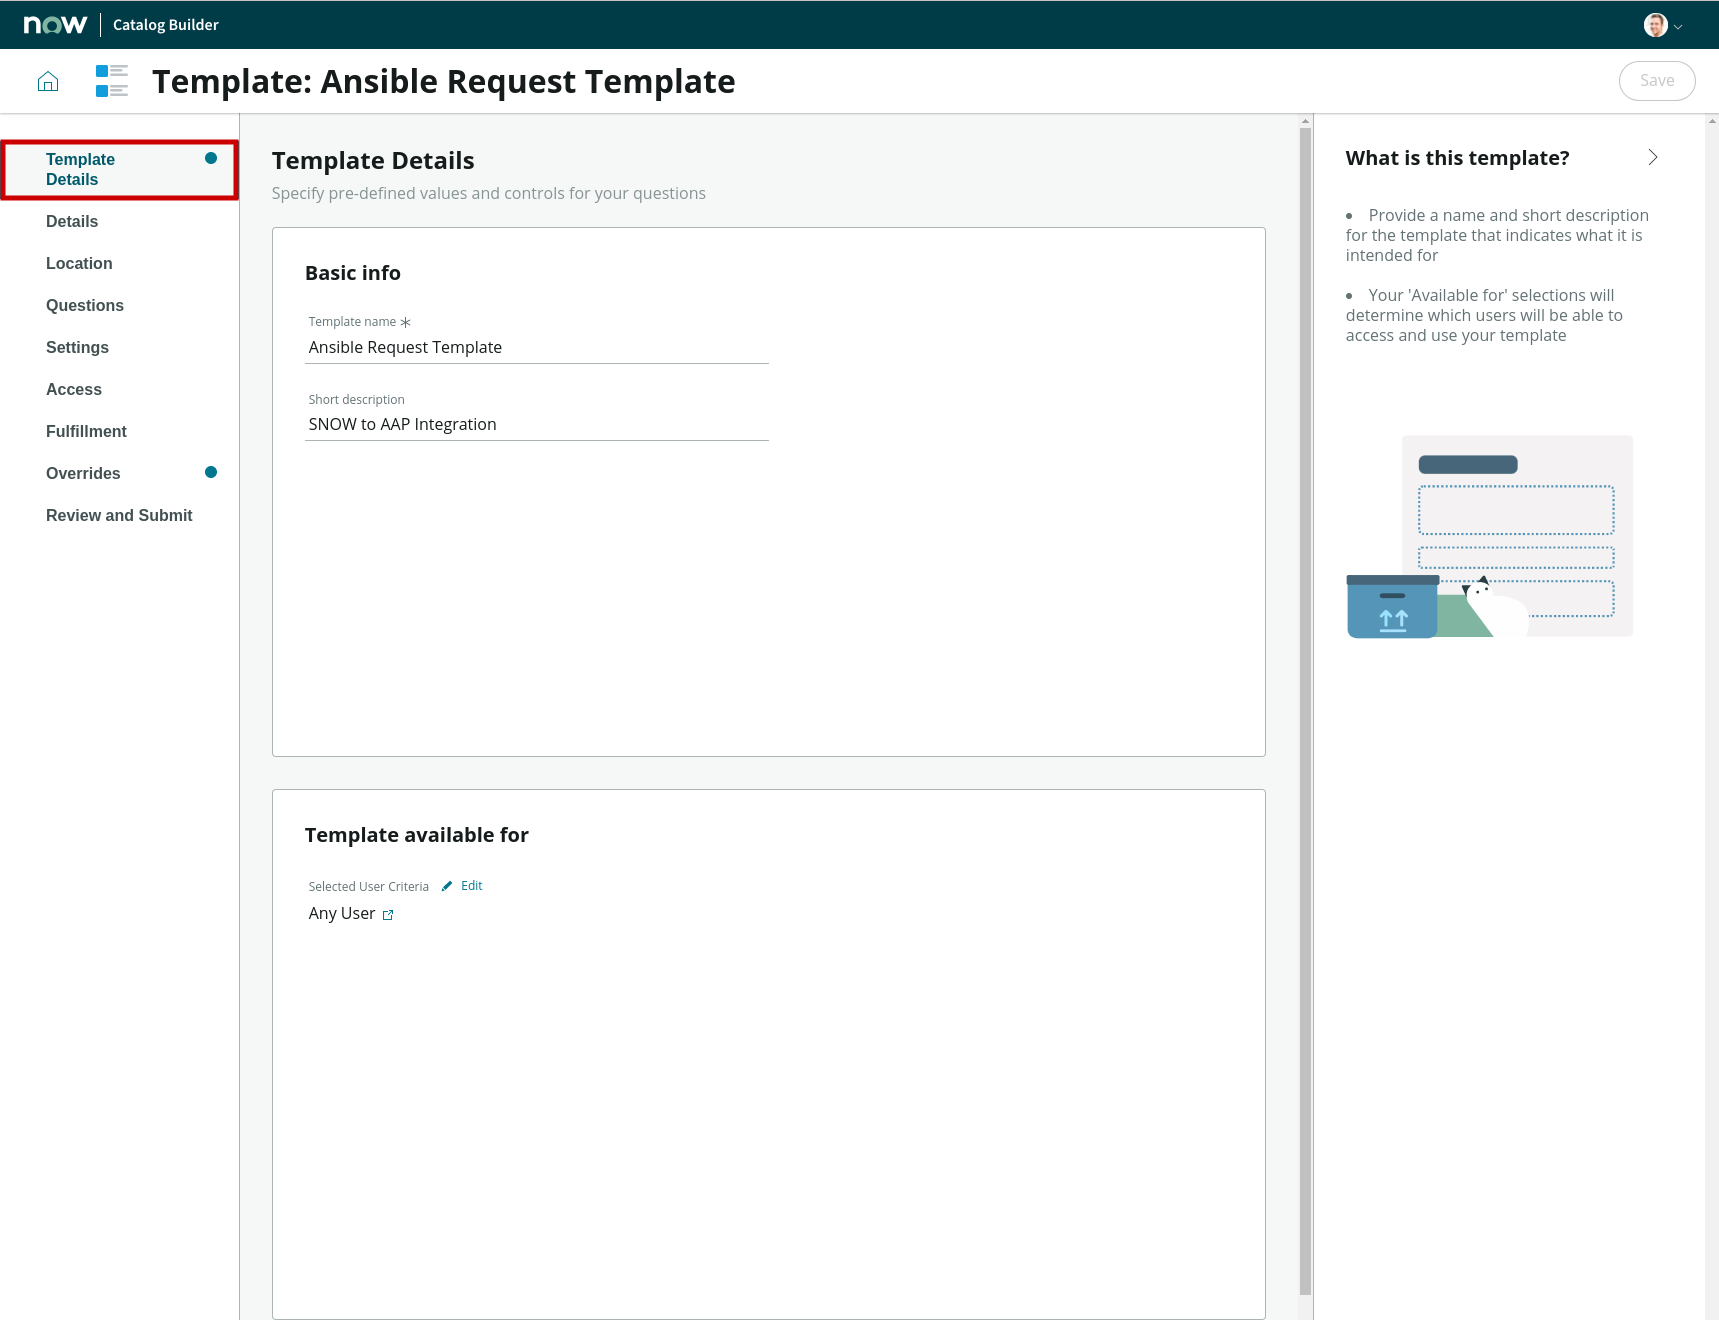 now Catalog Builder
Template: Ansible Request Template
Save
Template
Details
Details
Location
Questions
Settings
Access
Fulfillment
Overrides
Review and Submit
Template Details
Specify pre-defined values and controls for your questions
Basic info
Template name *
Ansible Request Template
Short description
SNOW to AAP Integration
Template available for
Selected User Criteria Edit
Any User
What is this template?
• Provide a name and short description
for the template that indicates what it is
intended for
• Your 'Available for' selections will
determine which users will be able to
access and use your template